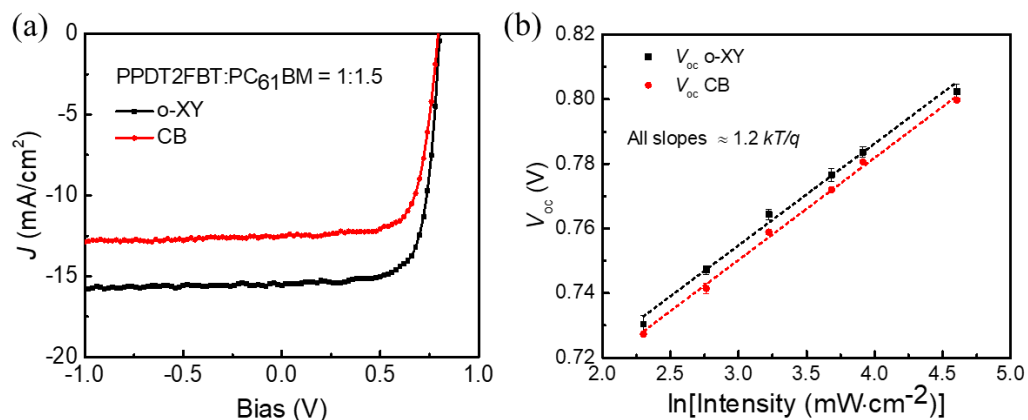 (a)
0
-5
-10
-15
-20
J (mA/cm²)
PPDT2FBT:PC₆₁BM = 1:1.5
o-XY
CB
-1.0 -0.5 0.0 0.5 1.0
Bias (V)
(b)
0.82
0.80
0.78
0.76
0.74
0.72
Voc (V)
Voc o-XY
Voc CB
All slopes ≈ 1.2 kT/q
2.0 2.5 3.0 3.5 4.0 4.5 5.0
ln[Intensity (mW·cm⁻²)]